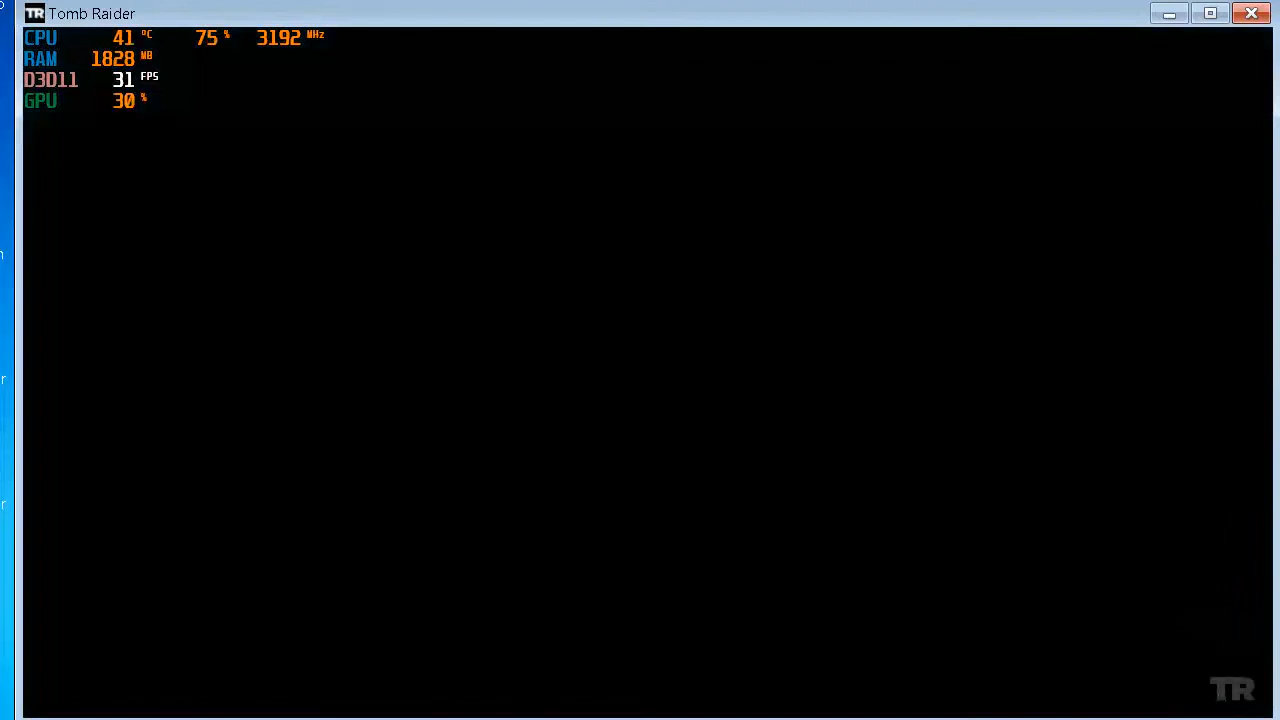 TR Tomb Raider
CPU 41 °C 75 % 3192 MHz
RAM 1828 MB
D3D11 31 FPS
GPU 30 %
n
r
r
TR